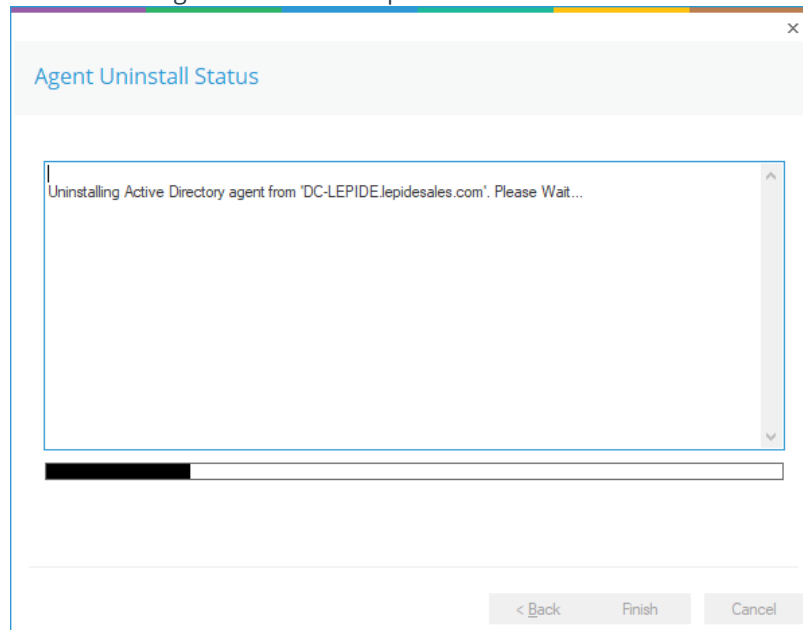 Agent Uninstall Status
Uninstalling Active Directory agent from 'DC-LEPIDE.lepidesales.com'. Please Wait...
< Back
Finish
Cancel